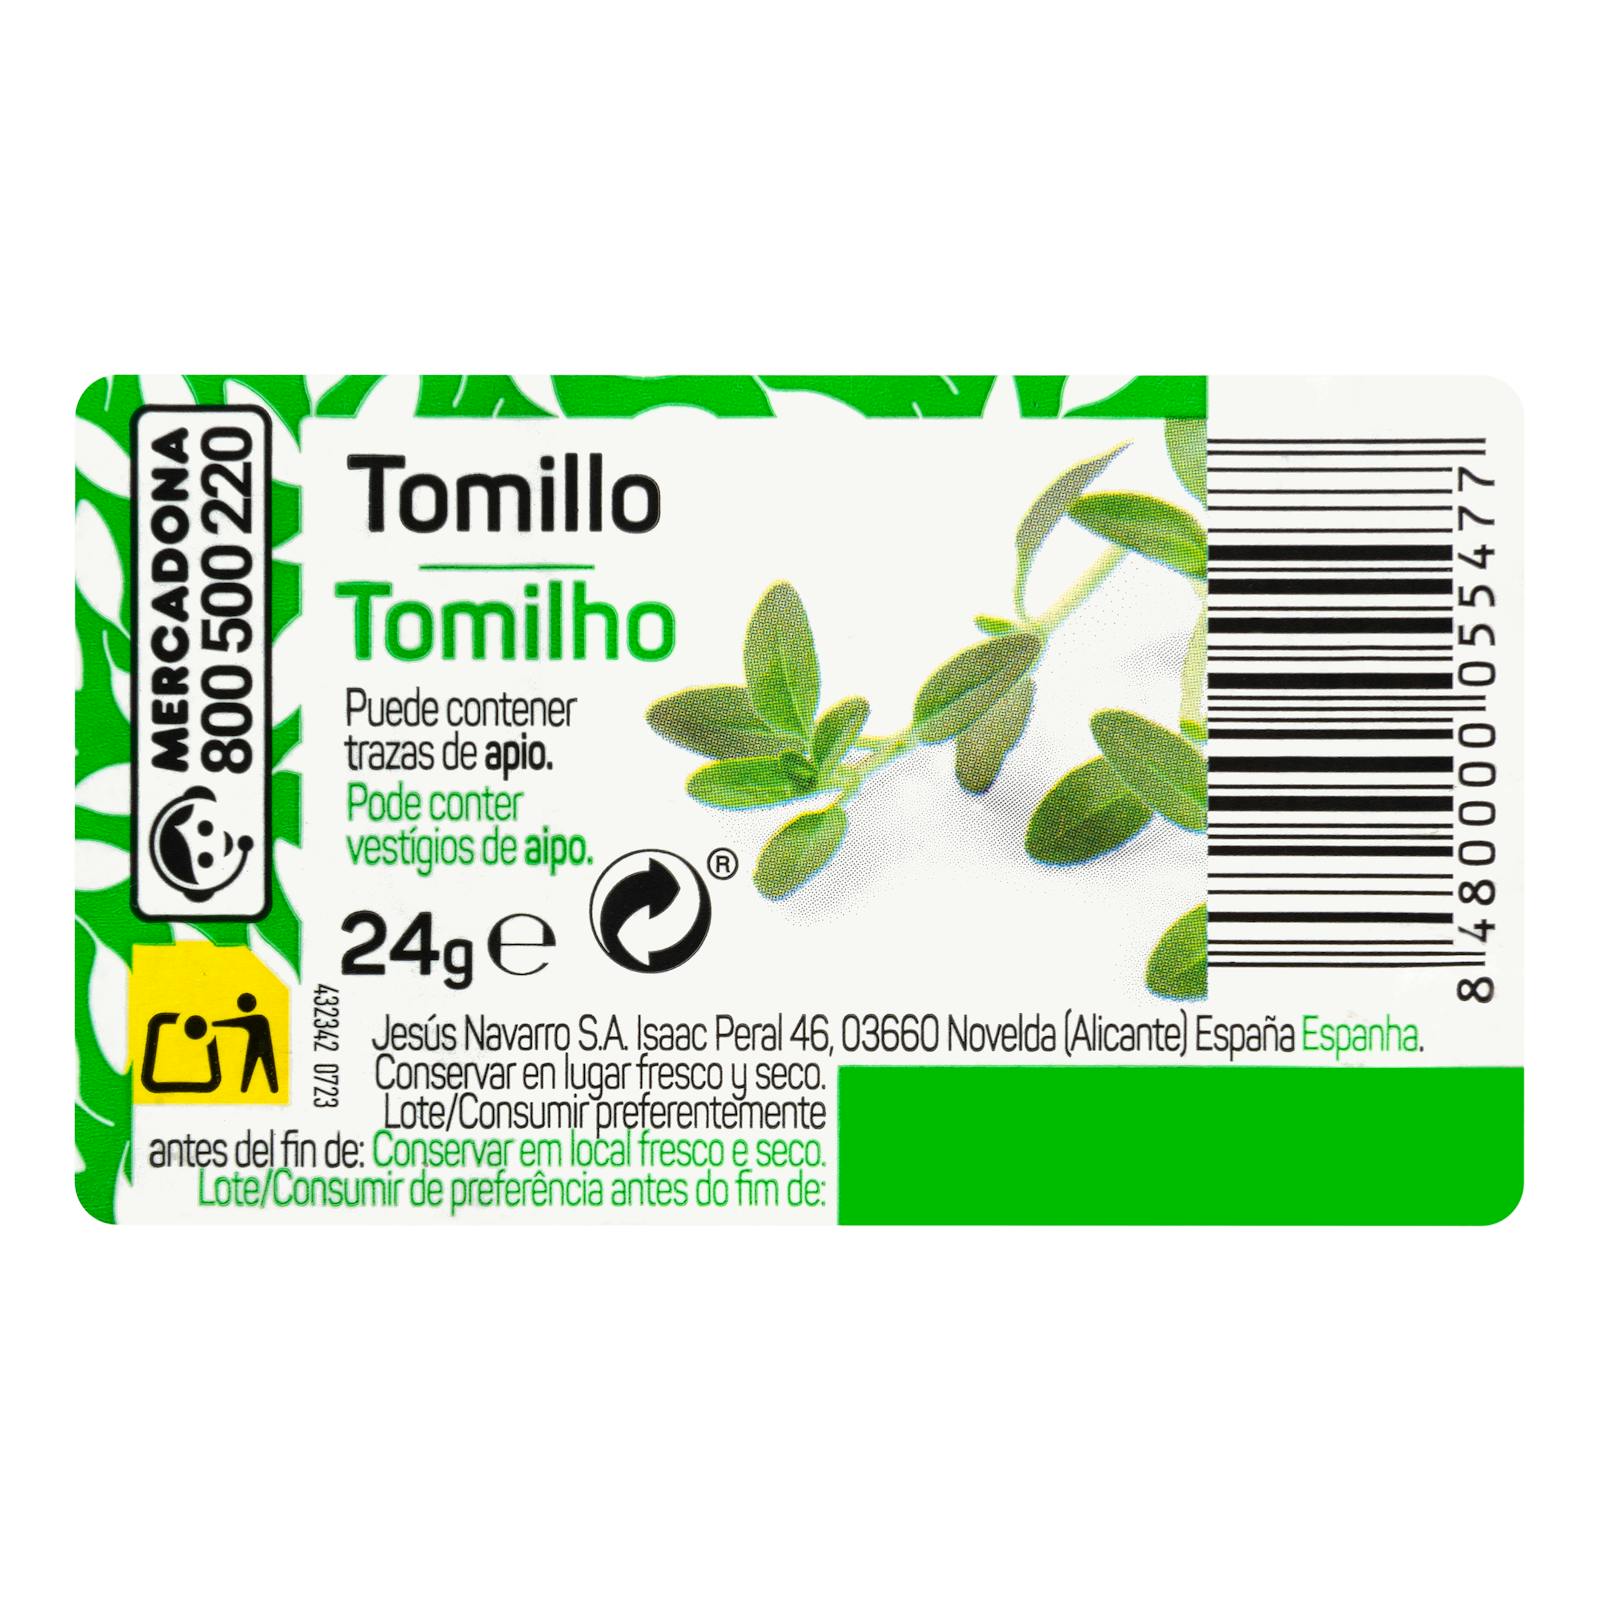 MERCADONA
800 500 220
Tomillo
Tomilho
Puede contener
trazas de apio.
Pode conter
vestígios de aipo.
24g ℮
®
432342 0723
Jesús Navarro S.A. Isaac Peral 46, 03660 Novelda (Alicante) España Espanha.
Conservar en lugar fresco y seco.
Lote/Consumir preferentemente
antes del fin de: Conservar em local fresco e seco.
Lote/Consumir de preferência antes do fim de:
8 480000 055477